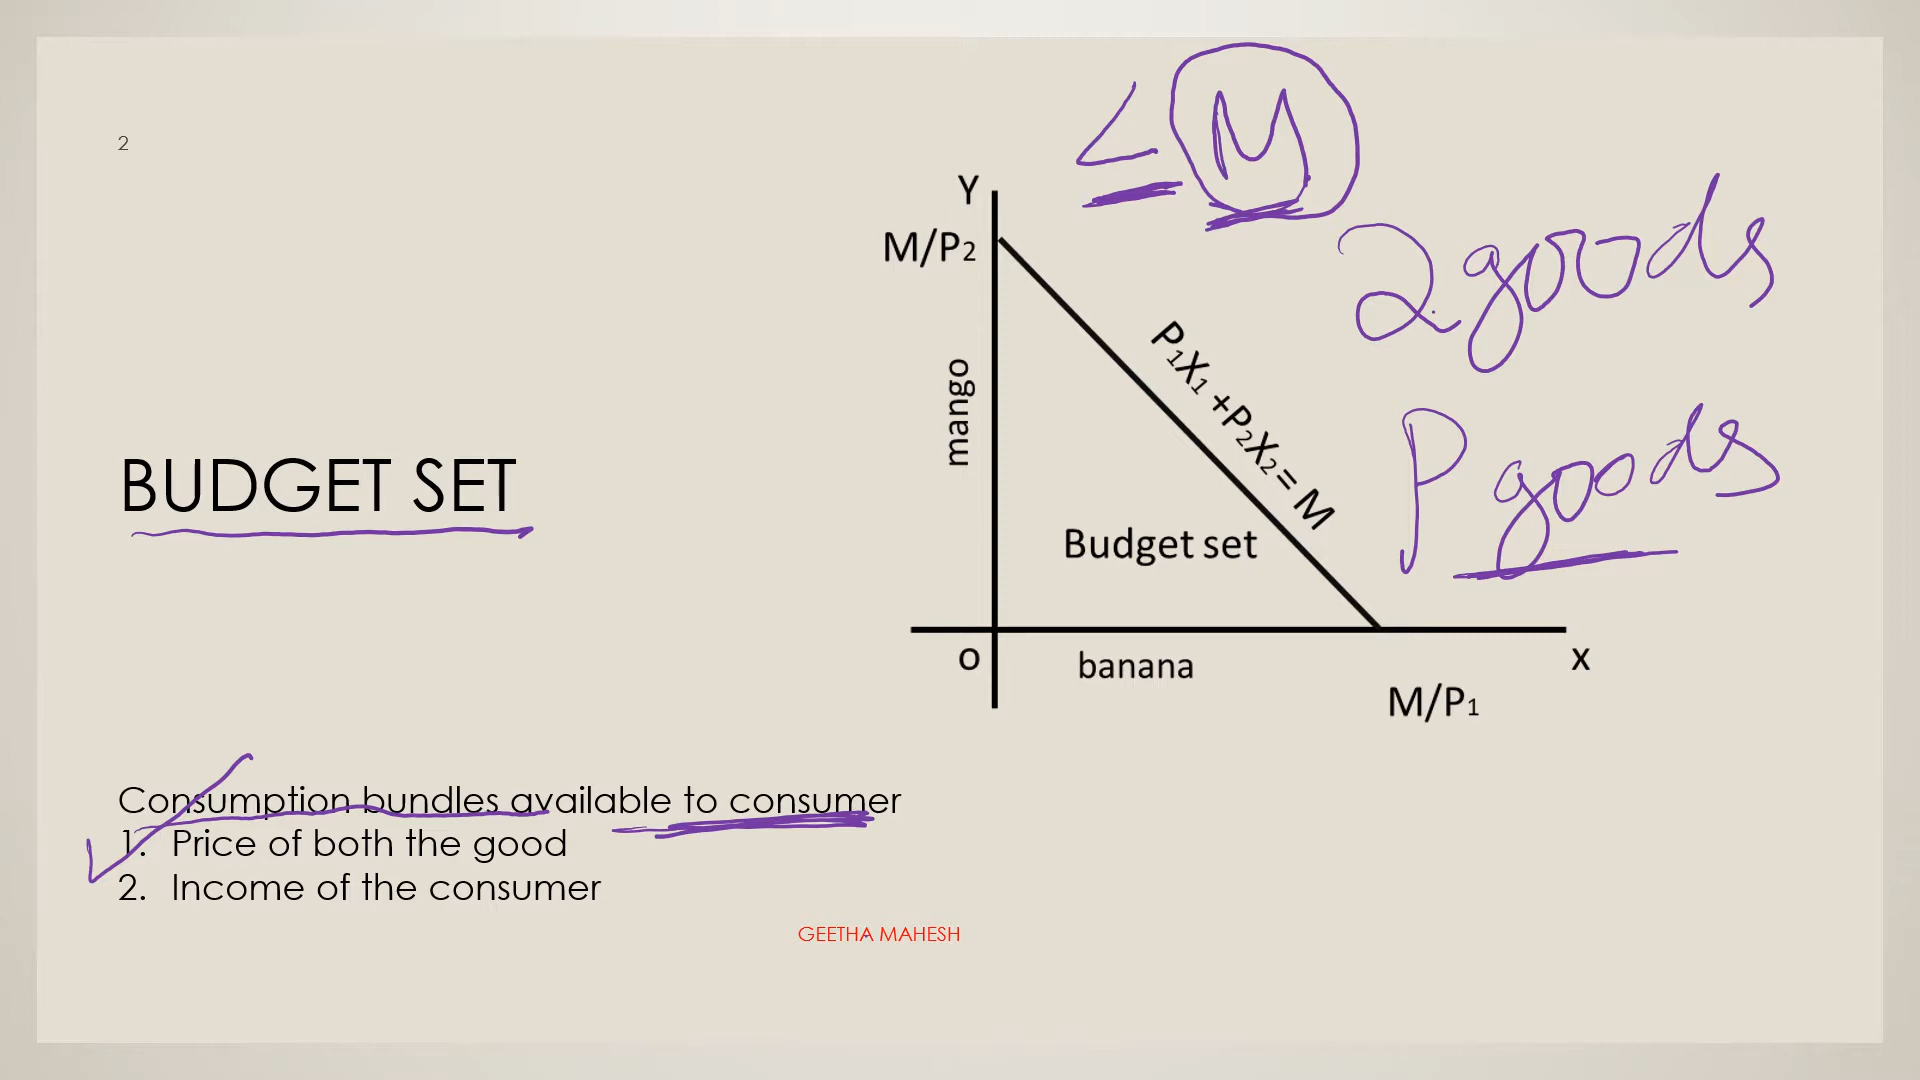 2
< M
Y
M/P2
2 goods
mango
P1X1 +P2X2 = M
P goods
BUDGET SET
Budget set
O
banana
X
M/P1
Consumption bundles available to consumer
1. Price of both the good
2. Income of the consumer
GEETHA MAHESH